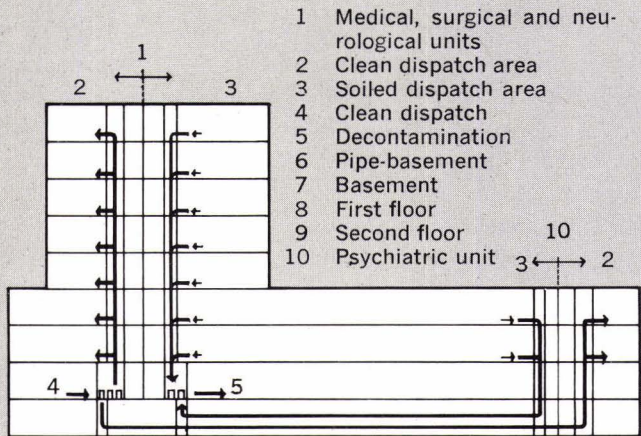 1 Medical, surgical and neu-
rological units
2 Clean dispatch area
3 Soiled dispatch area
4 Clean dispatch
5 Decontamination
6 Pipe-basement
7 Basement
8 First floor
9 Second floor
10 Psychiatric unit
1
2 3
10
3 2
4 5